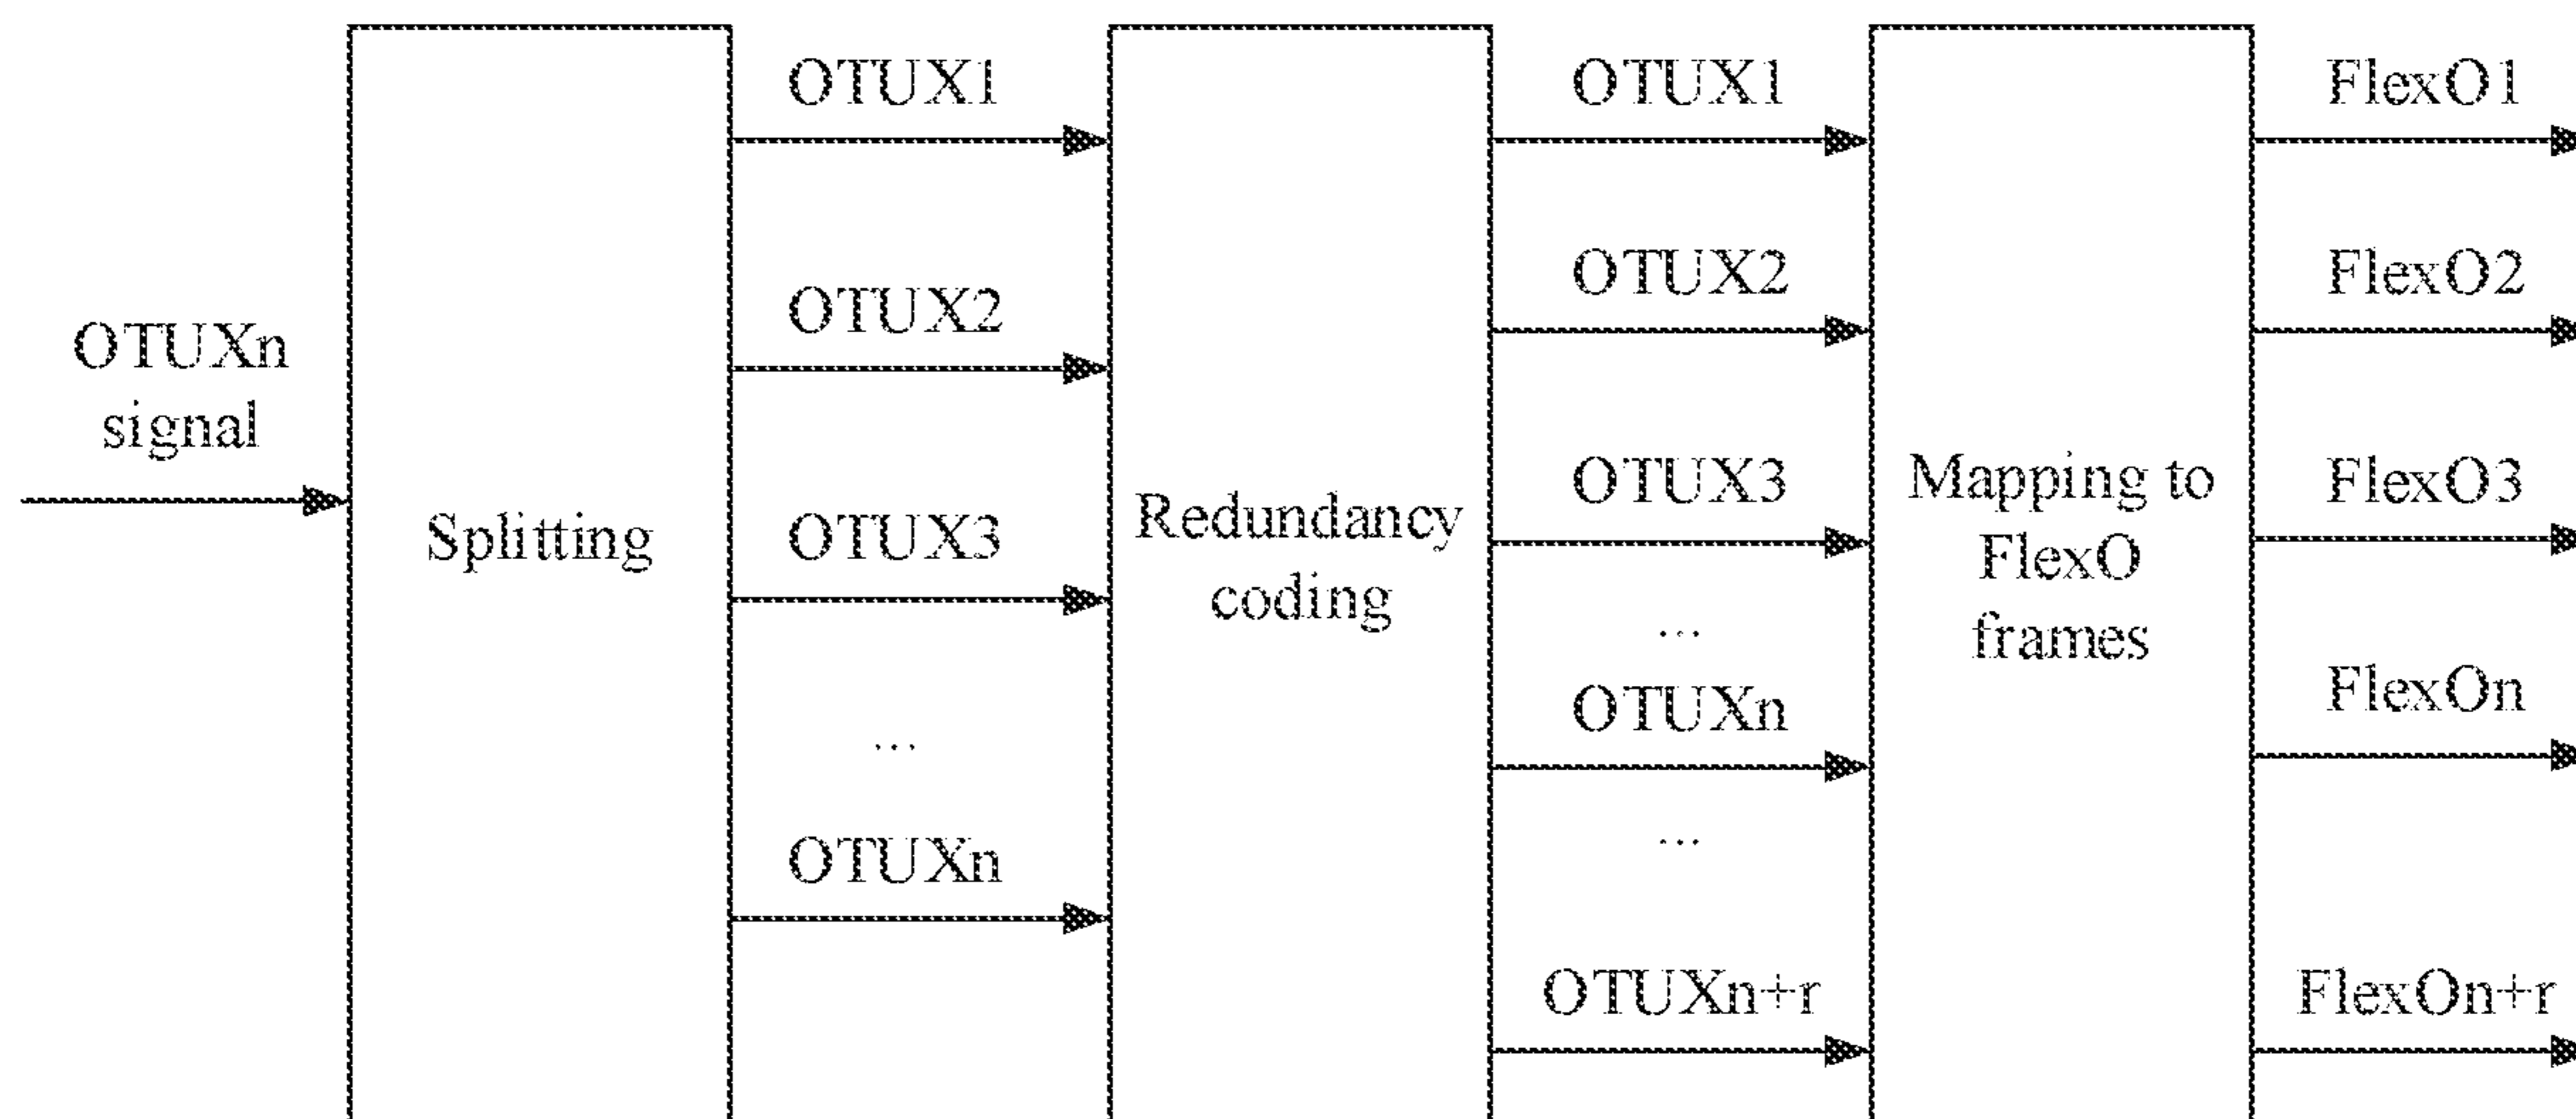 OTUXn
signal
Splitting
OTUX1
OTUX2
OTUX3
...
OTUXn
Redundancy
coding
OTUX1
OTUX2
OTUX3
...
OTUXn
...
OTUXn+r
Mapping to
FlexO
frames
FlexO1
FlexO2
FlexO3
FlexOn
FlexOn+r